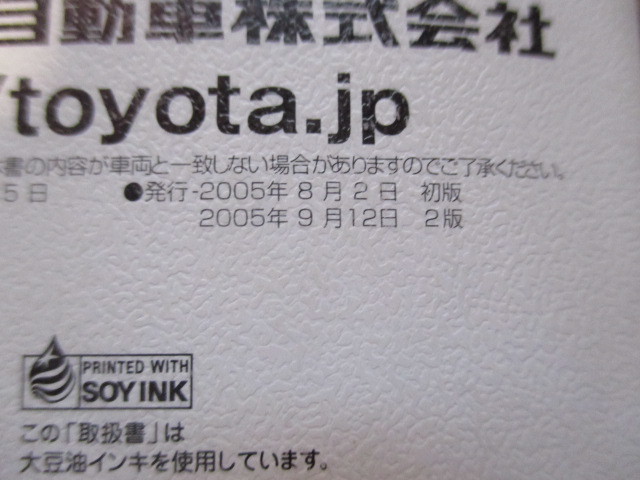 自動車株式会社
/toyota.jp
本書の内容が車両と一致しない場合がありますのでご了承ください。
5日 ●発行-2005年 8月 2日 初版
2005年 9月12日 2版
PRINTED WITH
SOY INK
この「取扱書」は
大豆油インキを使用しています。